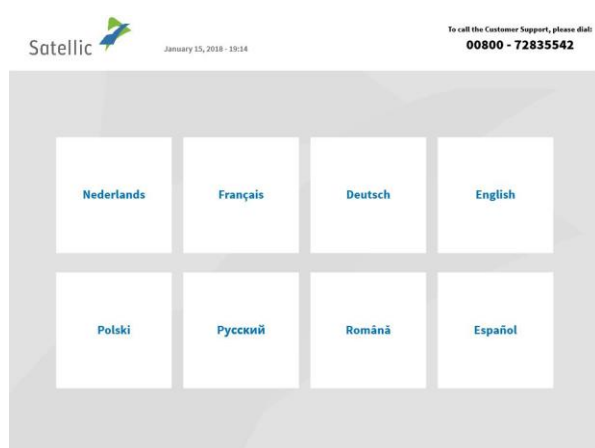 To call the Customer Support, please dial:
Satellic
January 15, 2018 - 19:14
00800 - 72835542
Nederlands
Français
Deutsch
English
Polski
Русский
Română
Español